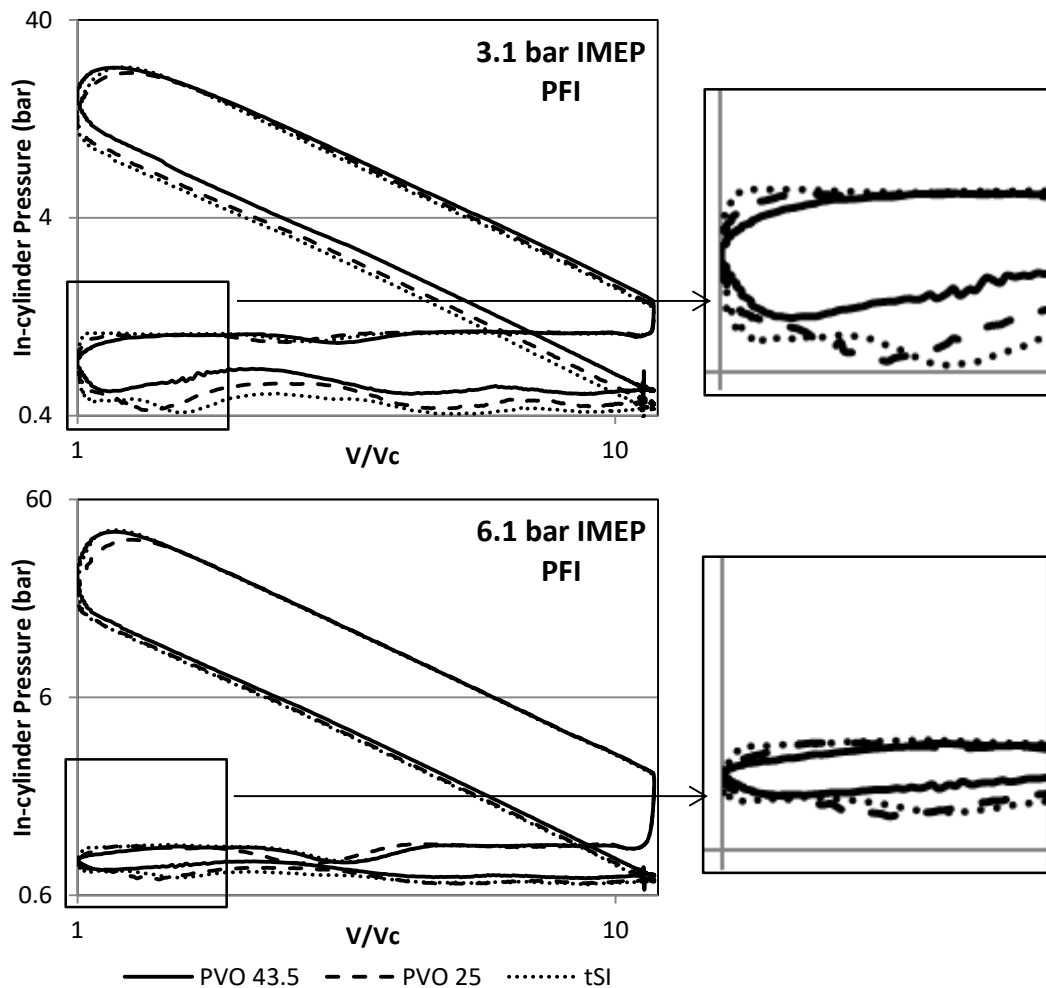 40
3.1 bar IMEP
PFI
In-cylinder Pressure (bar)
4
0.4
1
10
V/Vc
60
6.1 bar IMEP
PFI
In-cylinder Pressure (bar)
6
0.6
1
10
V/Vc
PVO 43.5 PVO 25 tSI